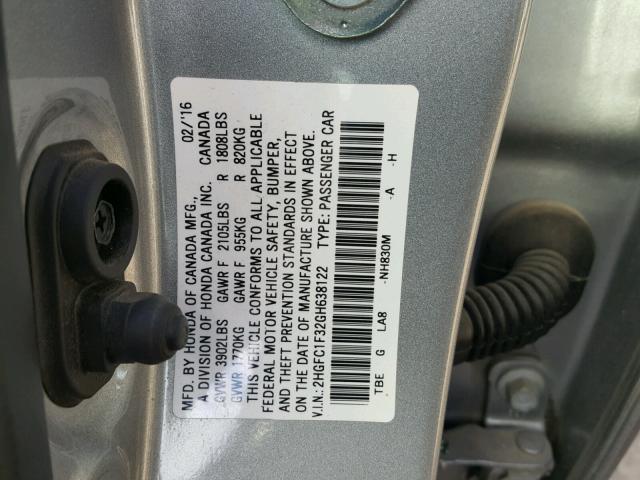 MFD. BY HONDA OF CANADA MFG., 02/'16
A DIVISION OF HONDA CANADA INC. CANADA
GVWR 3902LBS GAWR F 2105LBS R 1808LBS
GVWR 1770KG GAWR F 955KG R 820KG
THIS VEHICLE CONFORMS TO ALL APPLICABLE
FEDERAL MOTOR VEHICLE SAFETY, BUMPER,
AND THEFT PREVENTION STANDARDS IN EFFECT
ON THE DATE OF MANUFACTURE SHOWN ABOVE.
V.I.N.: 2HGFC1F32GH638122 TYPE: PASSENGER CAR
TBE G LA8 -NH830M -A -H